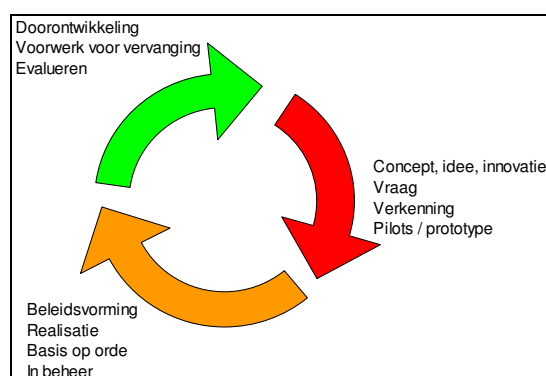 Doorontwikkeling
Voorwerk voor vervanging
Evalueren
Concept, idee, innovatie
Vraag
Verkenning
Pilots / prototype
Beleidsvorming
Realisatie
Basis op orde
In beheer